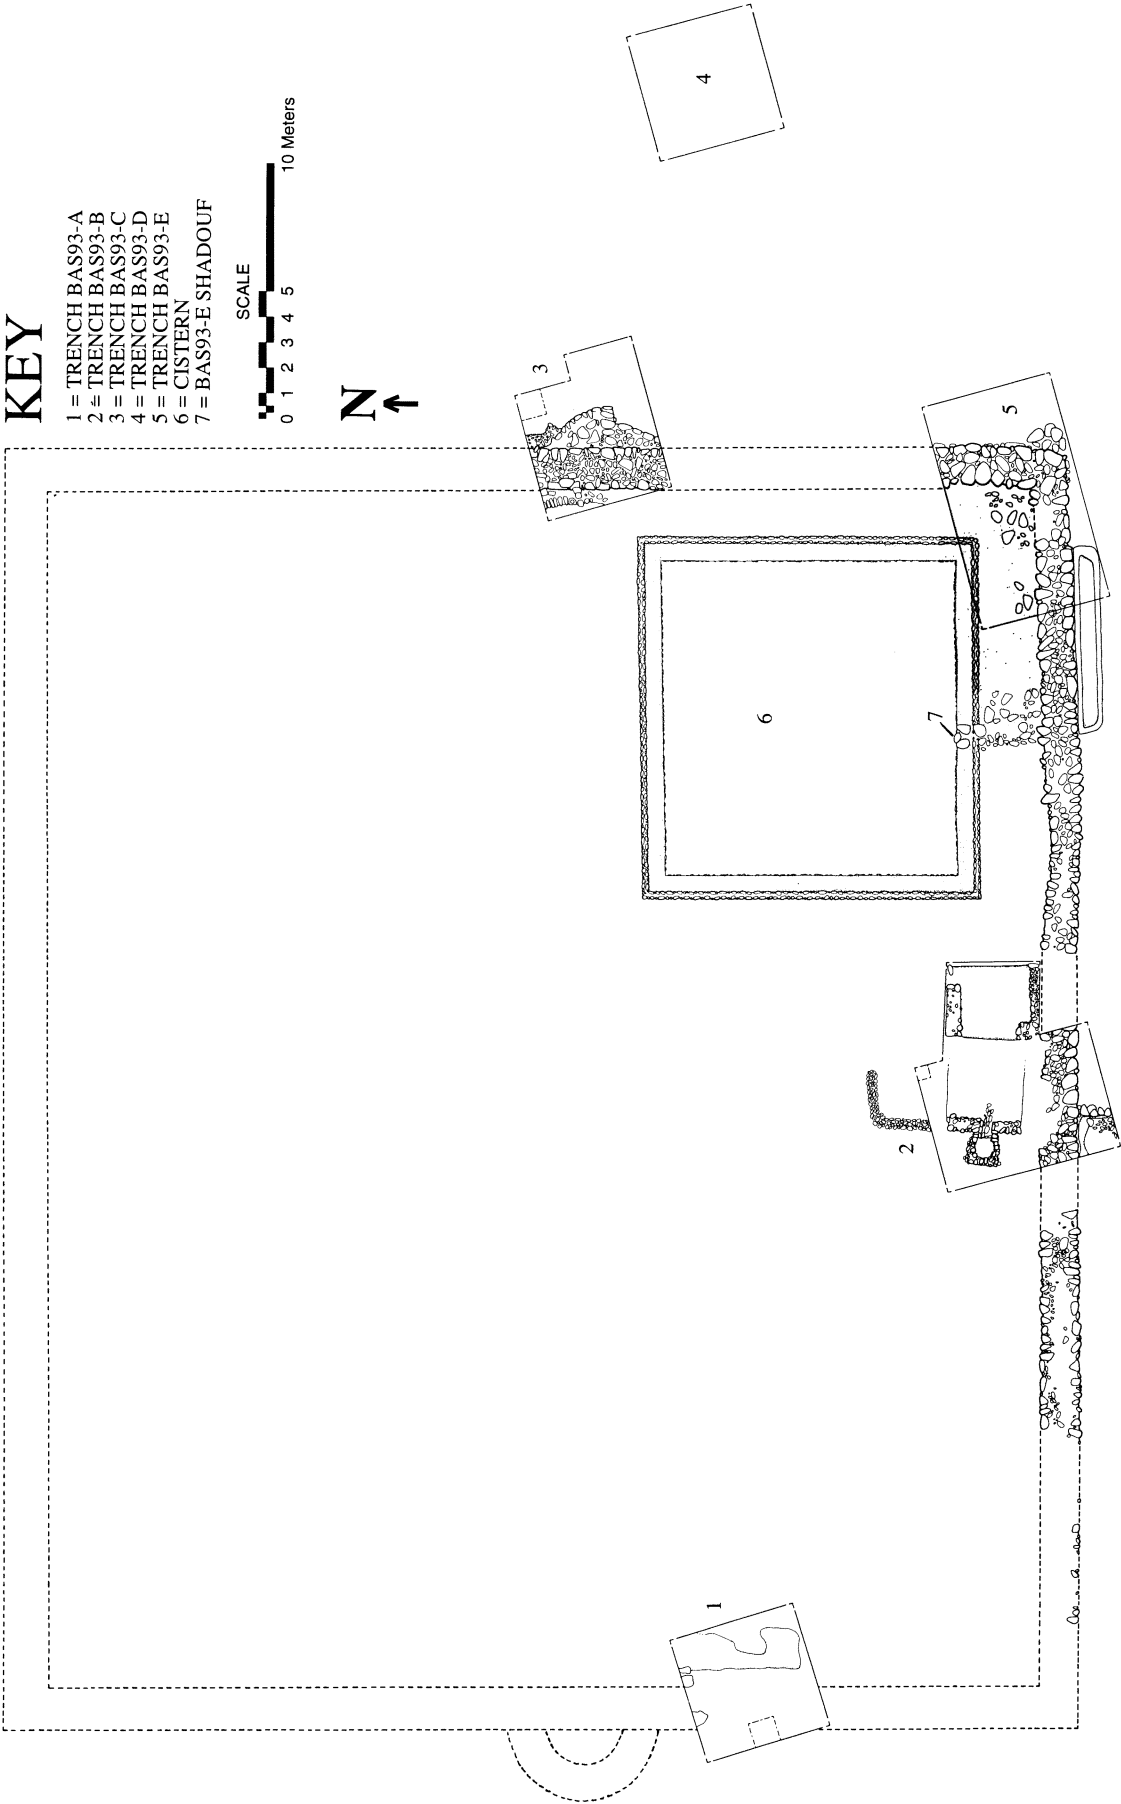 KEY
1 = TRENCH BAS93-A
2 = TRENCH BAS93-B
3 = TRENCH BAS93-C
4 = TRENCH BAS93-D
5 = TRENCH BAS93-E
6 = CISTERN
7 = BAS93-E SHADOUF
SCALE
0 1 2 3 4 5 10 Meters
N
4
3
5
6
7
2
1